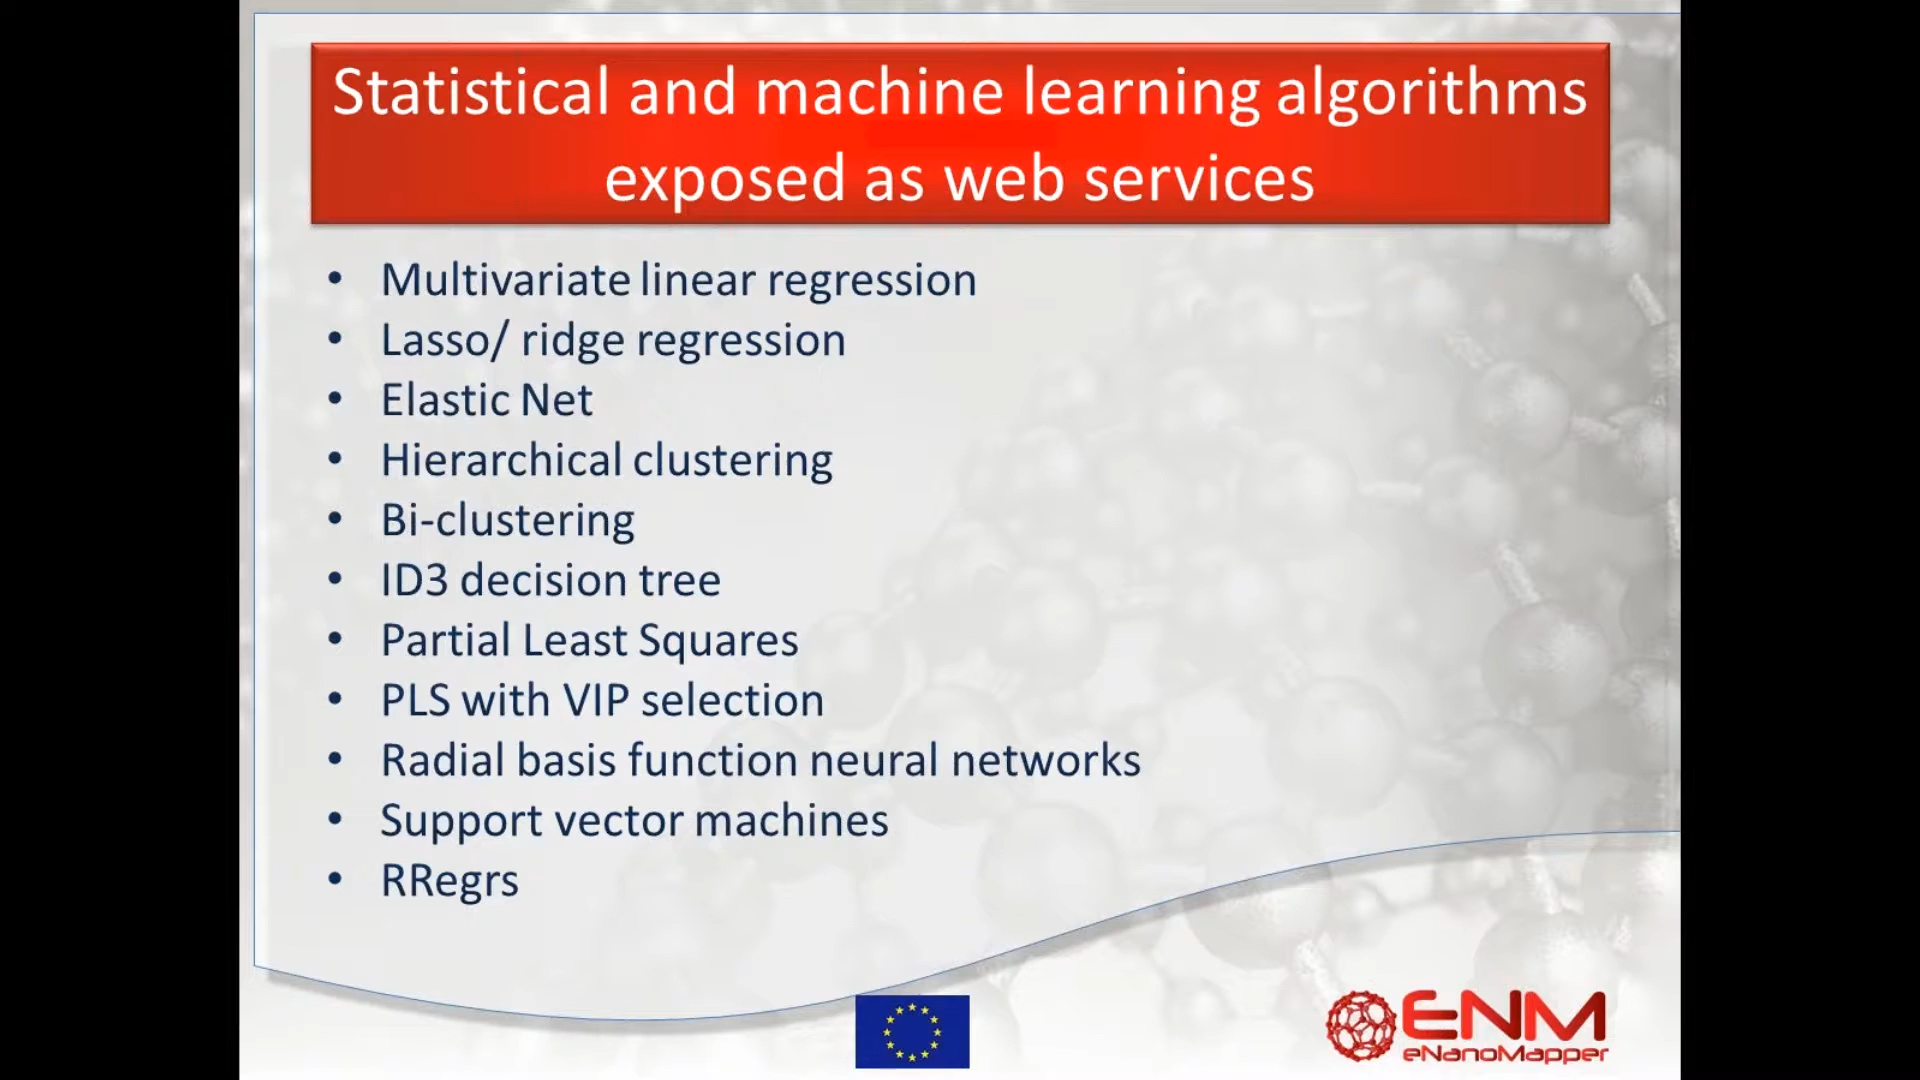 Statistical and machine learning algorithms
exposed as web services
• Multivariate linear regression
• Lasso/ ridge regression
• Elastic Net
• Hierarchical clustering
• Bi-clustering
• ID3 decision tree
• Partial Least Squares
• PLS with VIP selection
• Radial basis function neural networks
• Support vector machines
• RRegrs
ENM
eNanoMapper